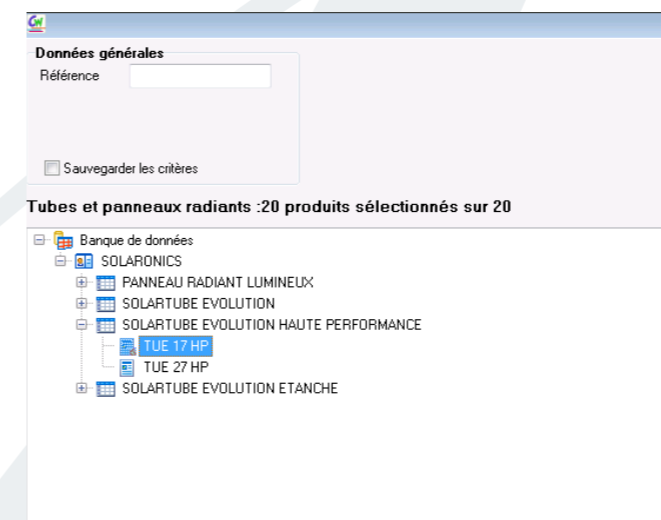 Données générales
Référence
Sauvegarder les critères
Tubes et panneaux radiants :20 produits sélectionnés sur 20
Banque de données
SOLARONICS
PANNEAU RADIANT LUMINEUX
SOLARTUBE EVOLUTION
SOLARTUBE EVOLUTION HAUTE PERFORMANCE
TUE 17 HP
TUE 27 HP
SOLARTUBE EVOLUTION ETANCHE